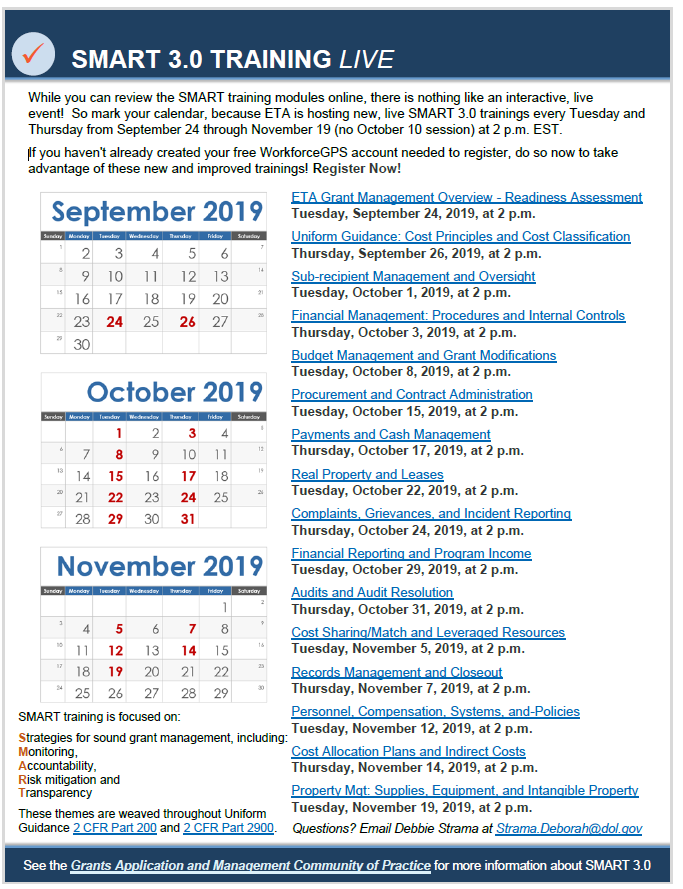 SMART 3.0 TRAINING LIVE
While you can review the SMART training modules online, there is nothing like an interactive, live
event!  So mark your calendar, because ETA is hosting new, live SMART 3.0 trainings every Tuesday and
Thursday from September 24 through November 19 (no October 10 session) at 2 p.m. EST.
If you haven't already created your free WorkforceGPS account needed to register, do so now to take
advantage of these new and improved trainings! Register Now!
September 2019
Sunday Monday Tuesday Wednesday Thursday Friday Saturday
1 2 3 4 5 6 7
8 9 10 11 12 13 14
15 16 17 18 19 20 21
22 23 24 25 26 27 28
29 30
October 2019
Sunday Monday Tuesday Wednesday Thursday Friday Saturday
1 2 3 4 5
6 7 8 9 10 11 12
13 14 15 16 17 18 19
20 21 22 23 24 25 26
27 28 29 30 31
November 2019
Sunday Monday Tuesday Wednesday Thursday Friday Saturday
1 2
3 4 5 6 7 8 9
10 11 12 13 14 15 16
17 18 19 20 21 22 23
24 25 26 27 28 29 30
SMART training is focused on:
Strategies for sound grant management, including:
Monitoring,
Accountability,
Risk mitigation and
Transparency
These themes are weaved throughout Uniform
Guidance 2 CFR Part 200 and 2 CFR Part 2900.
ETA Grant Management Overview - Readiness Assessment
Tuesday, September 24, 2019, at 2 p.m.
Uniform Guidance: Cost Principles and Cost Classification
Thursday, September 26, 2019, at 2 p.m.
Sub-recipient Management and Oversight
Tuesday, October 1, 2019, at 2 p.m.
Financial Management: Procedures and Internal Controls
Thursday, October 3, 2019, at 2 p.m.
Budget Management and Grant Modifications
Tuesday, October 8, 2019, at 2 p.m.
Procurement and Contract Administration
Tuesday, October 15, 2019, at 2 p.m.
Payments and Cash Management
Thursday, October 17, 2019, at 2 p.m.
Real Property and Leases
Tuesday, October 22, 2019, at 2 p.m.
Complaints, Grievances, and Incident Reporting
Thursday, October 24, 2019, at 2 p.m.
Financial Reporting and Program Income
Tuesday, October 29, 2019, at 2 p.m.
Audits and Audit Resolution
Thursday, October 31, 2019, at 2 p.m.
Cost Sharing/Match and Leveraged Resources
Tuesday, November 5, 2019, at 2 p.m.
Records Management and Closeout
Thursday, November 7, 2019, at 2 p.m.
Personnel, Compensation, Systems, and-Policies
Tuesday, November 12, 2019, at 2 p.m.
Cost Allocation Plans and Indirect Costs
Thursday, November 14, 2019, at 2 p.m.
Property Mgt: Supplies, Equipment, and Intangible Property
Tuesday, November 19, 2019, at 2 p.m.
Questions? Email Debbie Strama at Strama.Deborah@dol.gov
See the Grants Application and Management Community of Practice for more information about SMART 3.0